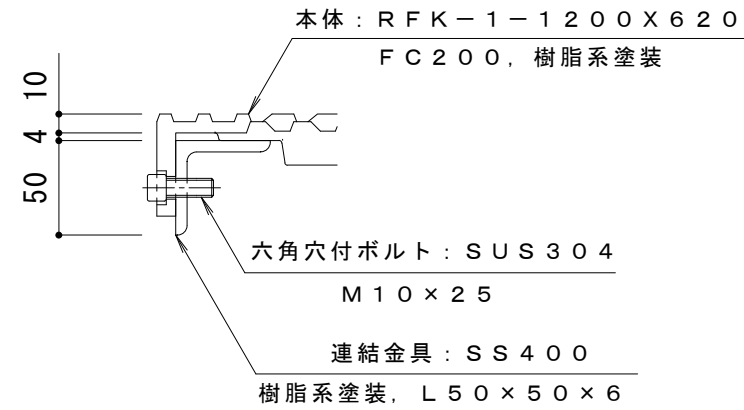 本体：ＲＦＫ－１－１２００Ｘ６２０
ＦＣ２００，樹脂系塗装
10
4
50
六角穴付ボルト：ＳＵＳ３０４
Ｍ１０×２５
連結金具：ＳＳ４００
樹脂系塗装，Ｌ５０×５０×６